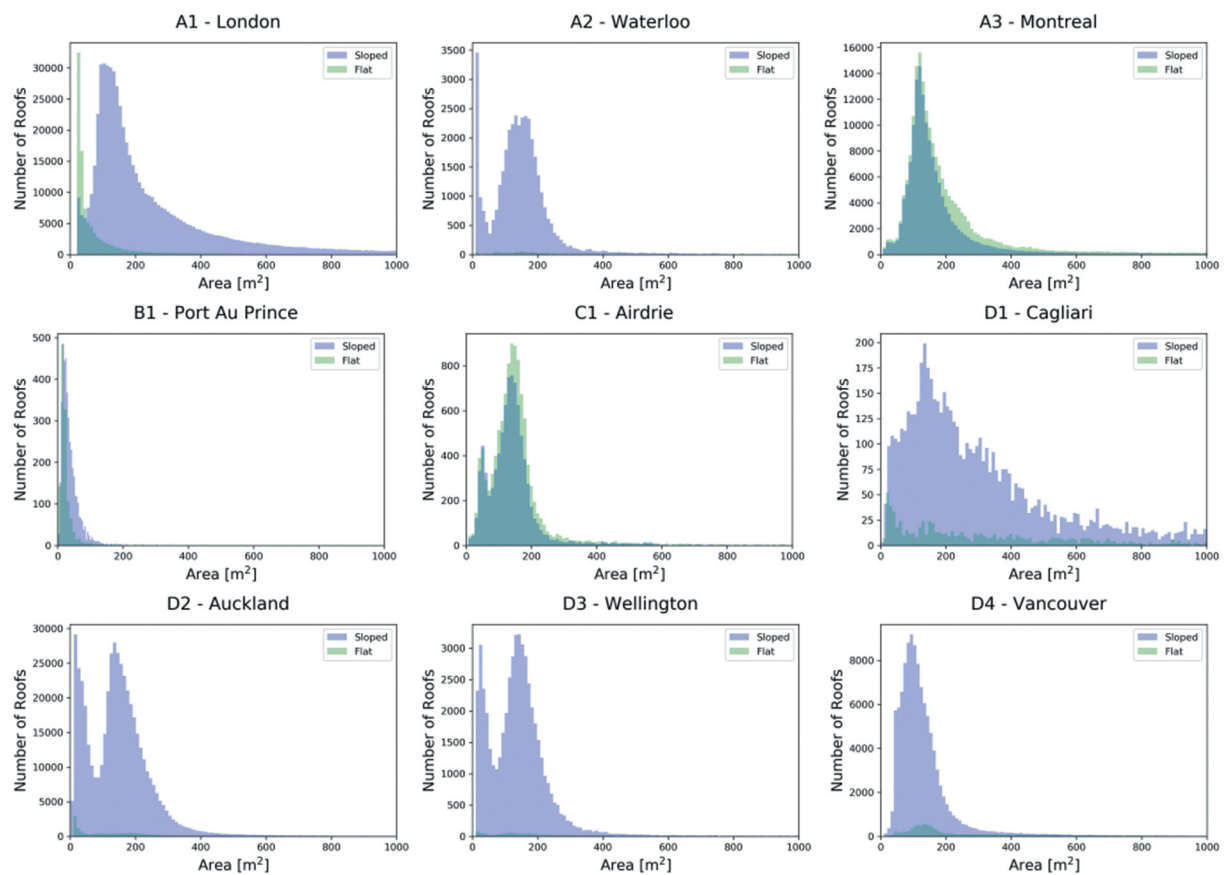 A1 - London
30000
25000
20000
15000
10000
5000
0
Number of Roofs
Sloped
Flat
0 200 400 600 800 1000
Area [m²]
A2 - Waterloo
3500
3000
2500
2000
1500
1000
500
0
Number of Roofs
Sloped
Flat
0 200 400 600 800 1000
Area [m²]
A3 - Montreal
16000
14000
12000
10000
8000
6000
4000
2000
0
Number of Roofs
Sloped
Flat
0 200 400 600 800 1000
Area [m²]
B1 - Port Au Prince
500
400
300
200
100
0
Number of Roofs
Sloped
Flat
0 200 400 600 800 1000
Area [m²]
C1 - Airdrie
800
600
400
200
0
Number of Roofs
Sloped
Flat
0 200 400 600 800 1000
Area [m²]
D1 - Cagliari
200
175
150
125
100
75
50
25
0
Number of Roofs
Sloped
Flat
0 200 400 600 800 1000
Area [m²]
D2 - Auckland
30000
25000
20000
15000
10000
5000
0
Number of Roofs
Sloped
Flat
0 200 400 600 800 1000
Area [m²]
D3 - Wellington
3000
2500
2000
1500
1000
500
0
Number of Roofs
Sloped
Flat
0 200 400 600 800 1000
Area [m²]
D4 - Vancouver
8000
6000
4000
2000
0
Number of Roofs
Sloped
Flat
0 200 400 600 800 1000
Area [m²]